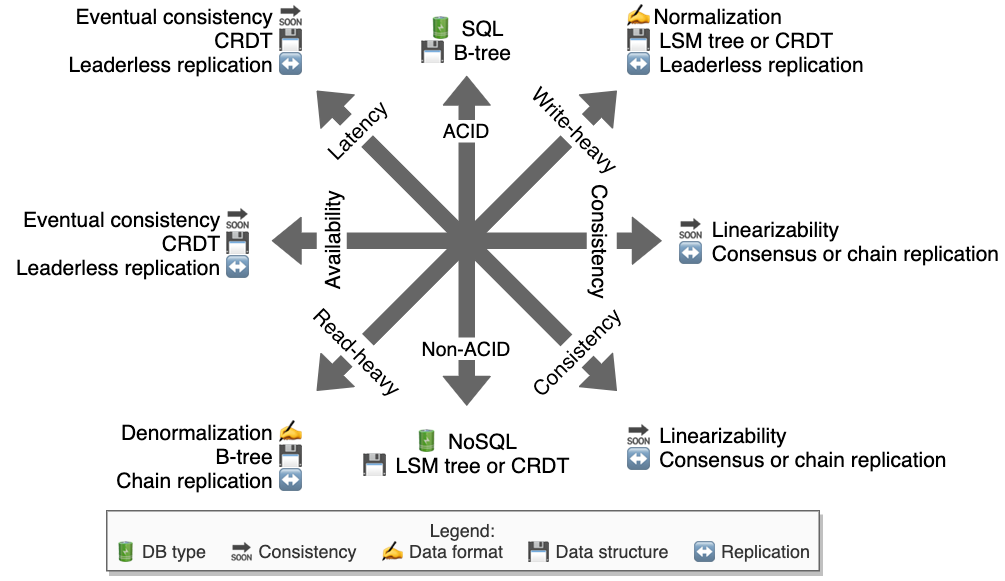 Eventual consistency 🔜
CRDT 💾
Leaderless replication ↔️
🔋 SQL
💾 B-tree
✍️ Normalization
💾 LSM tree or CRDT
↔️ Leaderless replication
Latency
ACID
Write-heavy
Eventual consistency 🔜
CRDT 💾
Leaderless replication ↔️
Availability
Consistency
🔜 Linearizability
↔️ Consensus or chain replication
Read-heavy
Non-ACID
Consistency
Denormalization ✍️
B-tree 💾
Chain replication ↔️
🔋 NoSQL
💾 LSM tree or CRDT
🔜 Linearizability
↔️ Consensus or chain replication
Legend:
🔋 DB type 🔜 Consistency ✍️ Data format 💾 Data structure ↔️ Replication